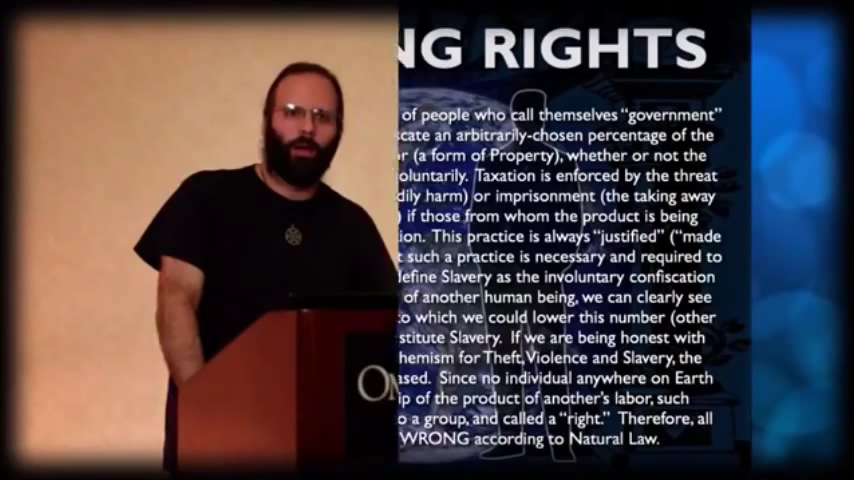 NG RIGHTS
of people who call themselves “government”
cate an arbitrarily-chosen percentage of the
r (a form of Property), whether or not the
oluntarily. Taxation is enforced by the threat
dily harm) or imprisonment (the taking away
) if those from whom the product is being
ion. This practice is always “justified” (“made
t such a practice is necessary and required to
define Slavery as the involuntary confiscation
of another human being, we can clearly see
to which we could lower this number (other
stitute Slavery. If we are being honest with
hemism for Theft, Violence and Slavery, the
ased. Since no individual anywhere on Earth
ip of the product of another’s labor, such
o a group, and called a “right.” Therefore, all
WRONG according to Natural Law.
OM